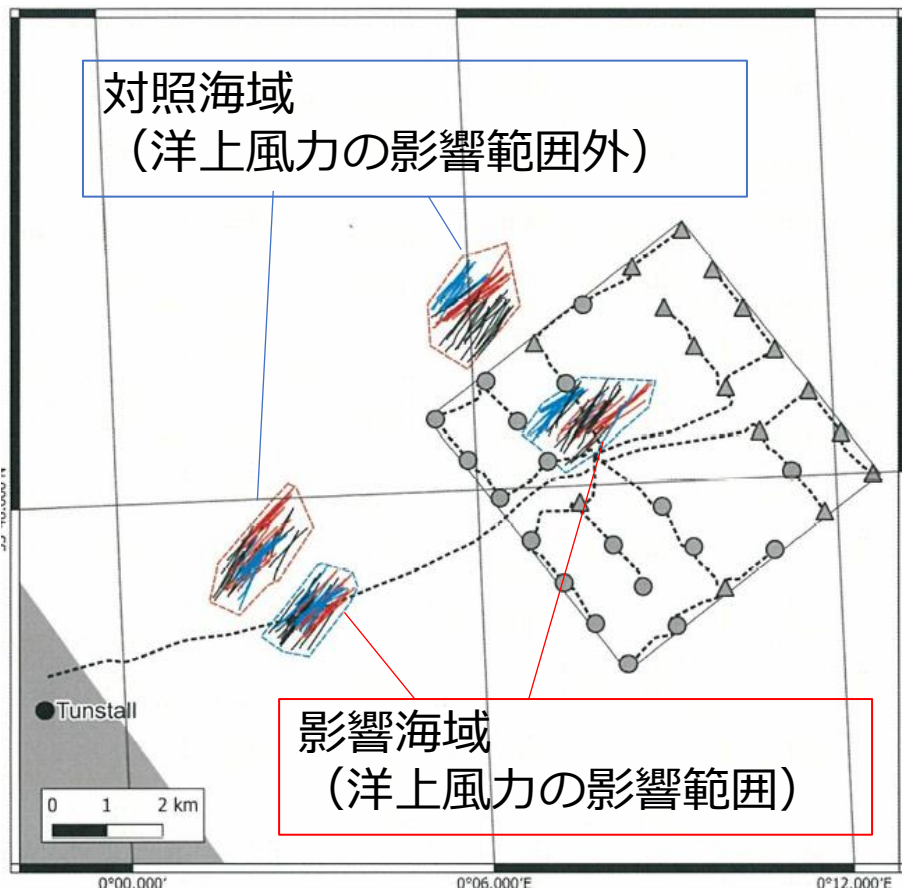 対照海域
（洋上風力の影響範囲外）
Tunstall
影響海域
（洋上風力の影響範囲）
0 1 2 km
0°00.000'
0°06.000'E
0°12.000'E